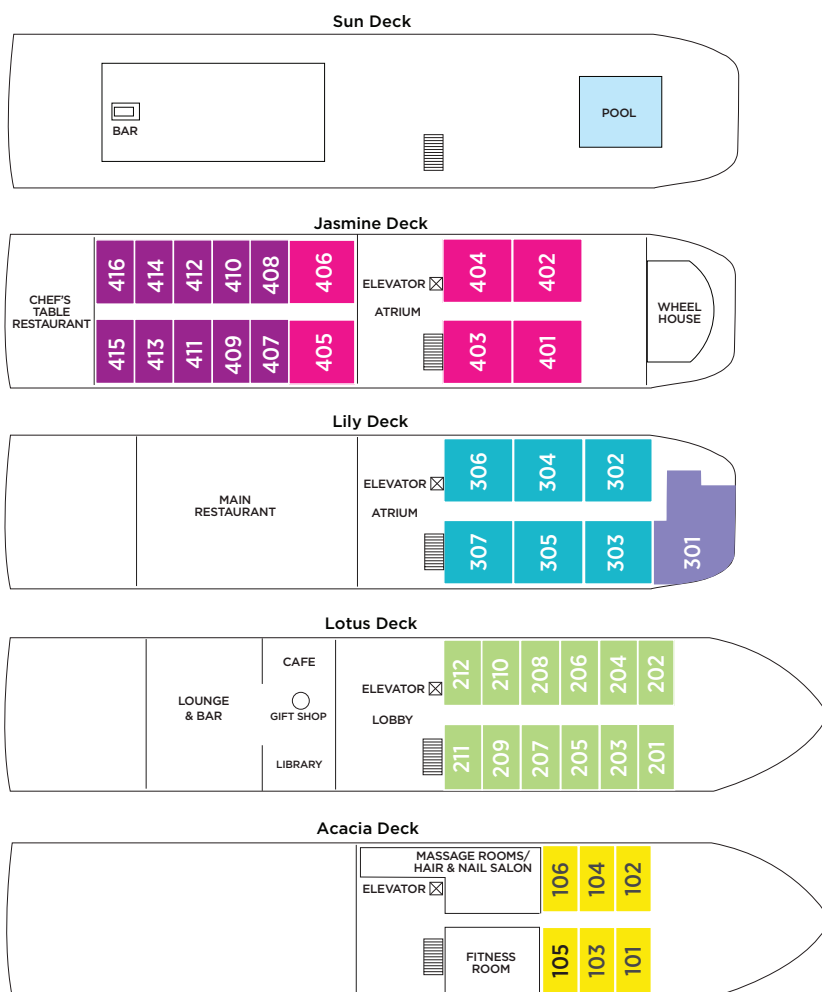 Sun Deck
BAR
POOL
Jasmine Deck
416
414
412
410
408
406
404
402
ELEVATOR
ATRIUM
CHEF'S
TABLE
RESTAURANT
WHEEL
HOUSE
415
413
411
409
407
405
403
401
Lily Deck
306
304
302
ELEVATOR
ATRIUM
MAIN
RESTAURANT
307
305
303
301
Lotus Deck
CAFE
212
210
208
206
204
202
ELEVATOR
LOUNGE
& BAR
GIFT SHOP
LOBBY
LIBRARY
211
209
207
205
203
201
Acacia Deck
MASSAGE ROOMS/
HAIR & NAIL SALON
ELEVATOR
106
104
102
FITNESS
ROOM
105
103
101